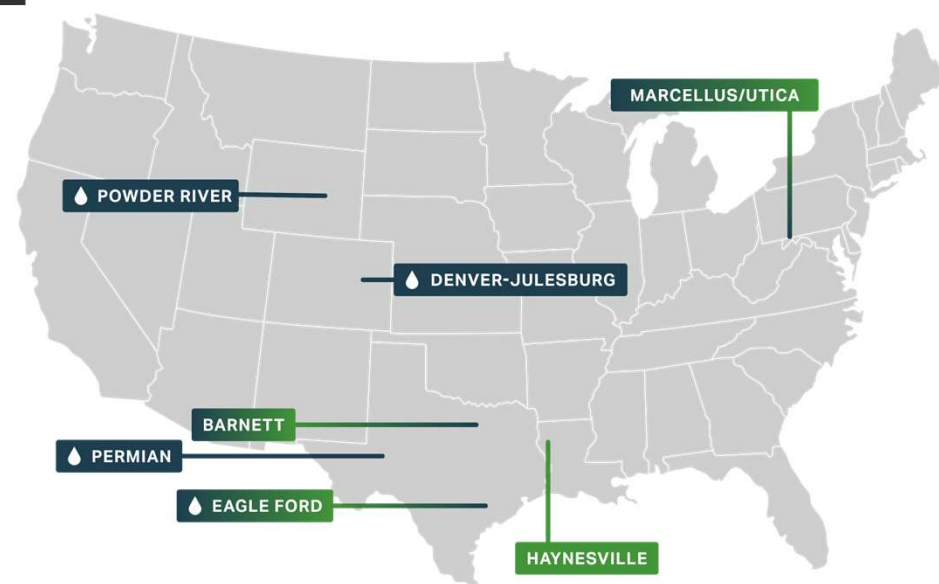 MARCELLUS/UTICA
POWDER RIVER
DENVER-JULESBURG
BARNETT
PERMIAN
EAGLE FORD
HAYNESVILLE